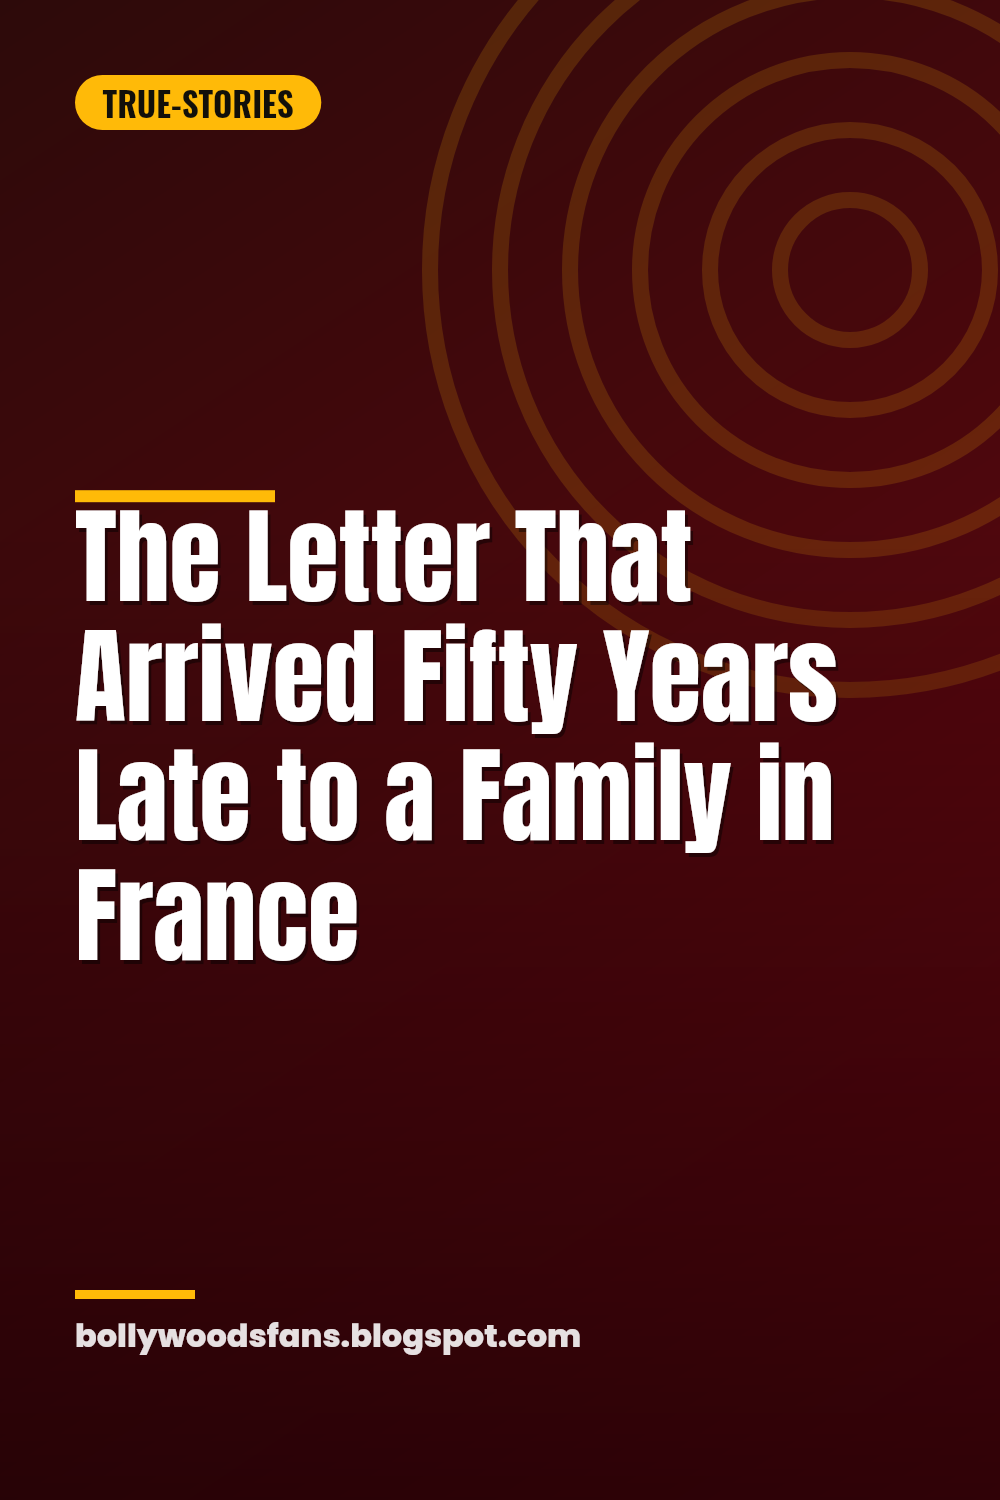 TRUE-STORIES
The Letter That
Arrived Fifty Years
Late to a Family in
France
bollywoodsfans.blogspot.com